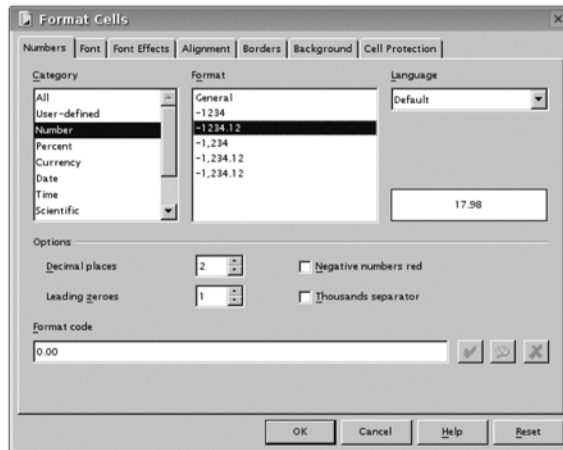 Format Cells
Numbers Font Font Effects Alignment Borders Background Cell Protection
Category
All
User-defined
Number
Percent
Currency
Date
Time
Scientific
Format
General
-1234
-1234.12
-1,234
-1,234.12
-1,234.12
Language
Default
17.98
Options
Decimal places 2
Negative numbers red
Leading zeroes 1
Thousands separator
Format code
0.00
OK Cancel Help Reset